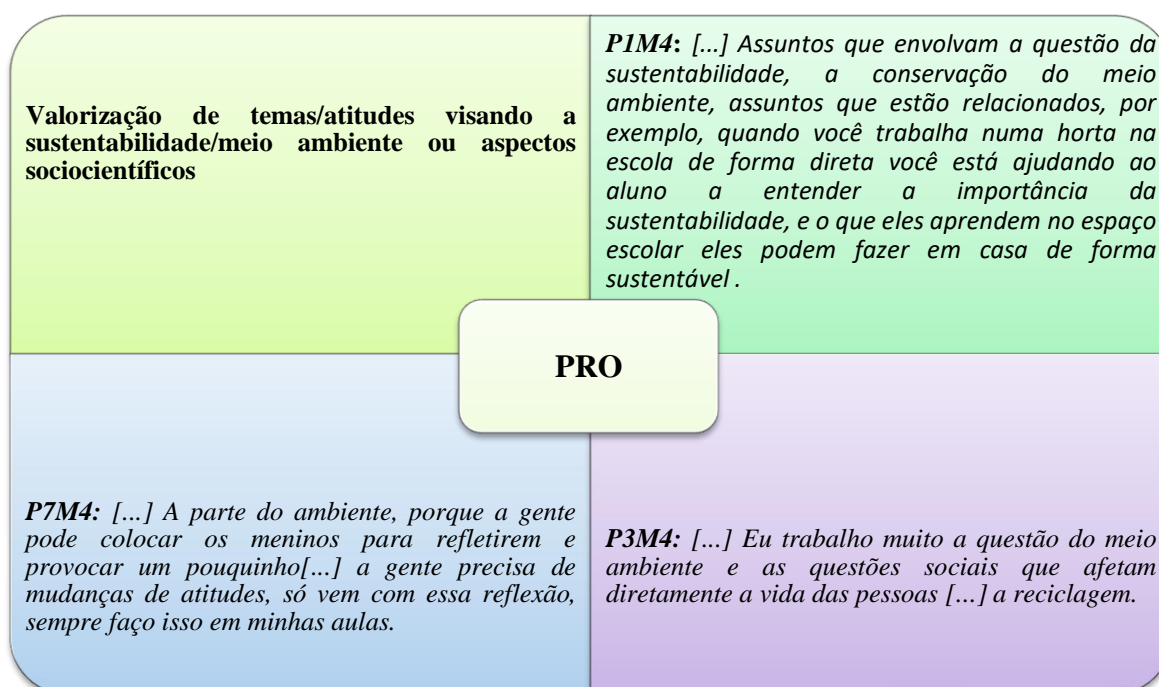 Valorização de temas/atitudes visando a
sustentabilidade/meio ambiente ou aspectos
sociocientíficos
P1M4: [...] Assuntos que envolvam a questão da
sustentabilidade, a conservação do meio
ambiente, assuntos que estão relacionados, por
exemplo, quando você trabalha numa horta na
escola de forma direta você está ajudando ao
aluno a entender a importância da
sustentabilidade, e o que eles aprendem no espaço
escolar eles podem fazer em casa de forma
sustentável .
PRO
P7M4: [...] A parte do ambiente, porque a gente
pode colocar os meninos para refletirem e
provocar um pouquinho[...] a gente precisa de
mudanças de atitudes, só vem com essa reflexão,
sempre faço isso em minhas aulas.
P3M4: [...] Eu trabalho muito a questão do meio
ambiente e as questões sociais que afetam
diretamente a vida das pessoas [...] a reciclagem.